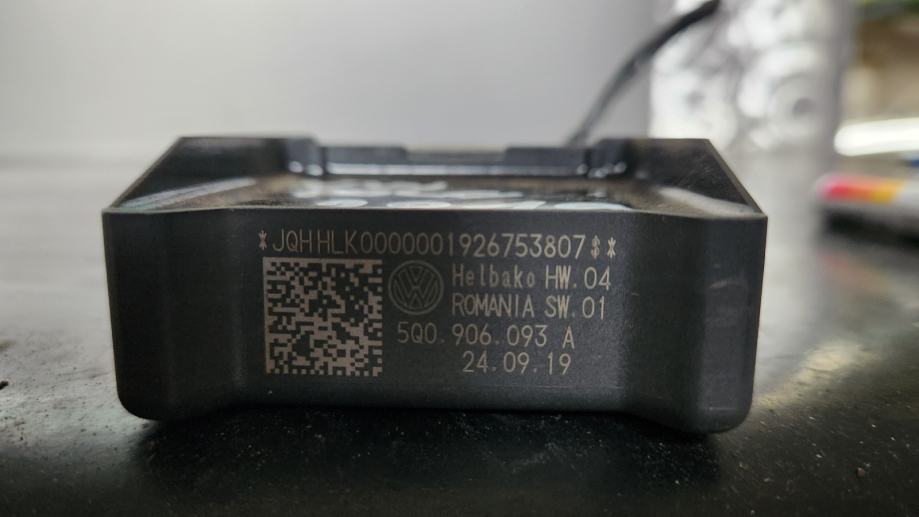 *JQHHLK0000001926753807$*
Helbako HW.04
ROMANIA SW.01
5Q0.906.093 A
24.09.19